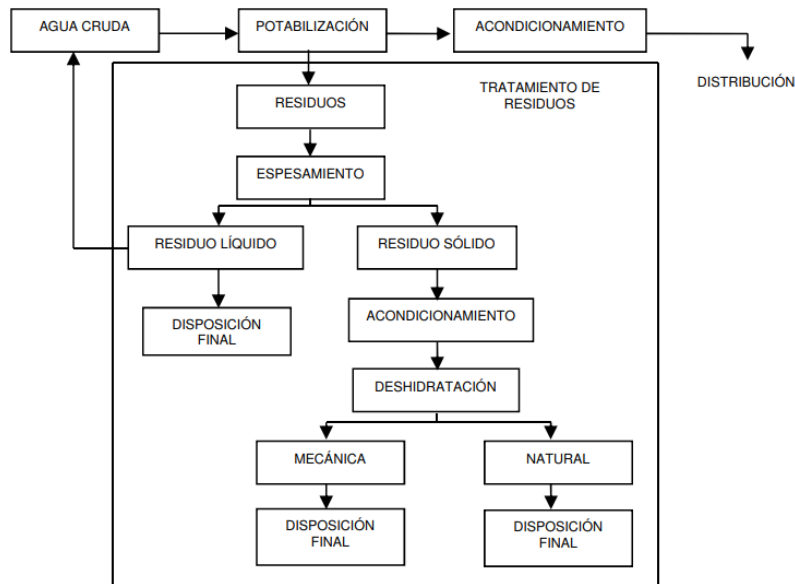 AGUA CRUDA
POTABILIZACIÓN
ACONDICIONAMIENTO
DISTRIBUCIÓN
TRATAMIENTO DE
RESIDUOS
RESIDUOS
ESPESAMIENTO
RESIDUO LÍQUIDO
RESIDUO SÓLIDO
DISPOSICIÓN
FINAL
ACONDICIONAMIENTO
DESHIDRATACIÓN
MECÁNICA
NATURAL
DISPOSICIÓN
FINAL
DISPOSICIÓN
FINAL